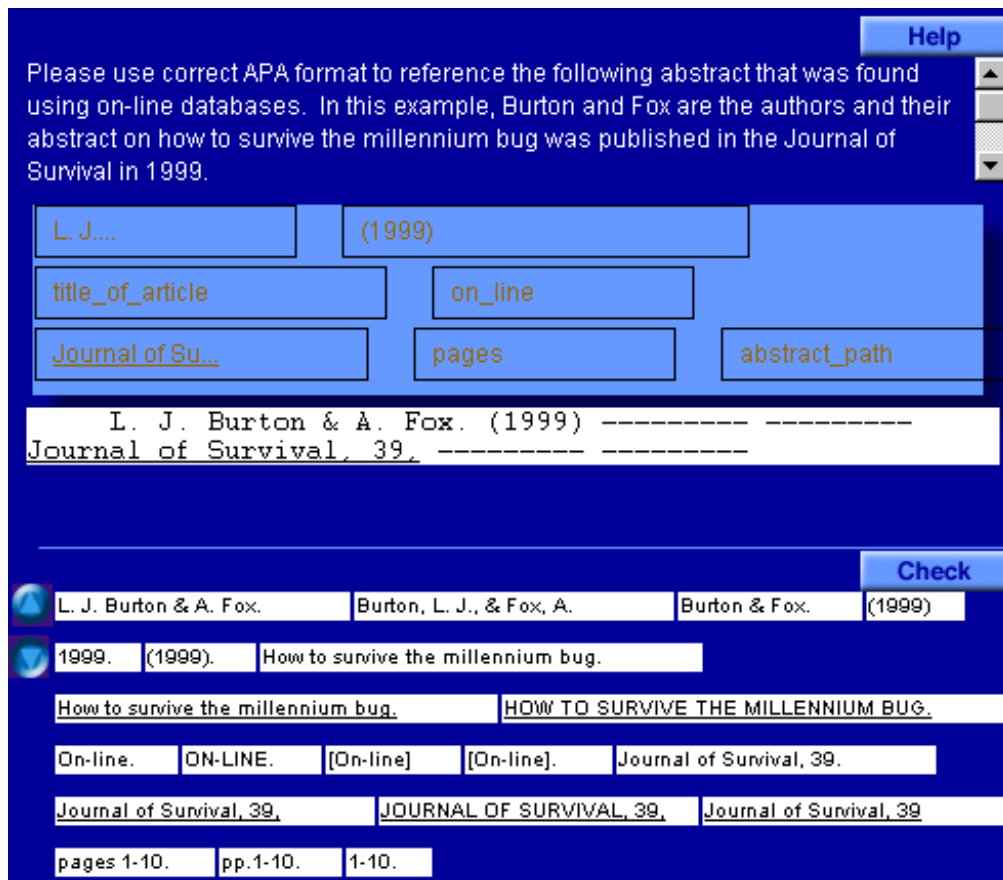 Help
Please use correct APA format to reference the following abstract that was found
using on-line databases. In this example, Burton and Fox are the authors and their
abstract on how to survive the millennium bug was published in the Journal of
Survival in 1999.
L. J.... (1999)
title_of_article on_line
Journal of Su... pages abstract_path
L. J. Burton & A. Fox. (1999) --------- ---------
Journal of Survival, 39, --------- ---------
Check
L. J. Burton & A. Fox. Burton, L. J., & Fox, A. Burton & Fox. (1999)
1999. (1999). How to survive the millennium bug.
How to survive the millennium bug. HOW TO SURVIVE THE MILLENNIUM BUG.
On-line. ON-LINE. [On-line] [On-line]. Journal of Survival, 39.
Journal of Survival, 39, JOURNAL OF SURVIVAL, 39, Journal of Survival, 39
pages 1-10. pp.1-10. 1-10.